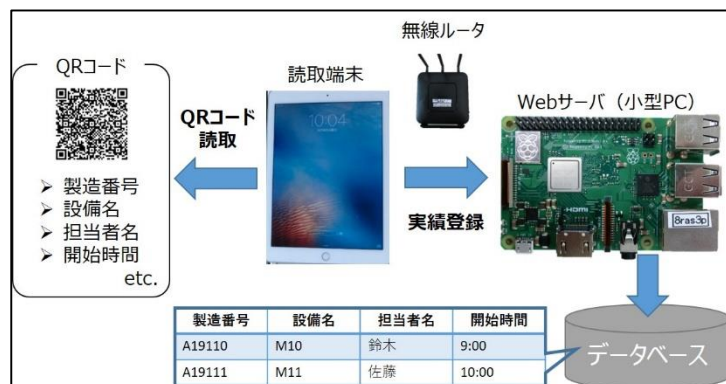 無線ルータ
QRコード
読取端末
Webサーバ（小型PC）
QRコード
読取
10:04
➢ 製造番号
➢ 設備名
➢ 担当者名
➢ 開始時間
etc.
実績登録
HDMI
8ras3p
製造番号 設備名 担当者名 開始時間
A19110 M10 鈴木 9:00
A19111 M11 佐藤 10:00
データベース